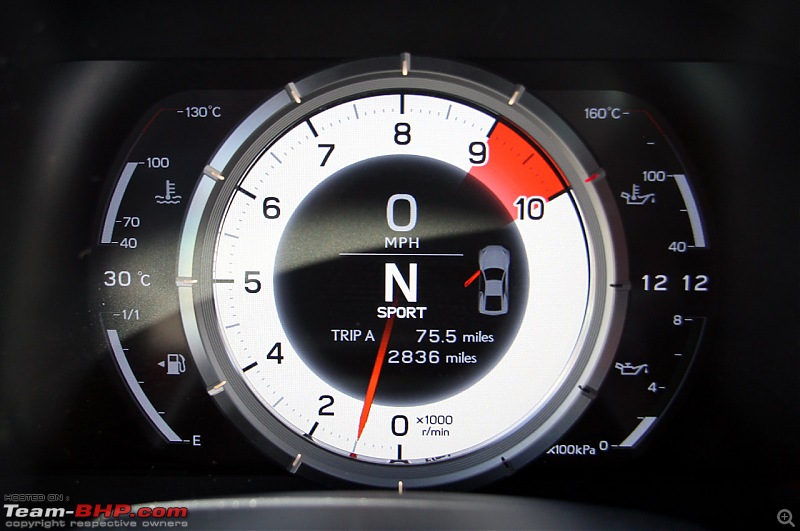 130°C
100
70
40
30 °C
1/1
E
160°C
100
40
12 12
8
4
0
x100kPa
0
2
4
5
6
7
8
9
10
x1000
r/min
0
MPH
N
SPORT
TRIP A 75.5 miles
2836 miles
HOSTED ON :
Team-BHP.com
copyright respective owners